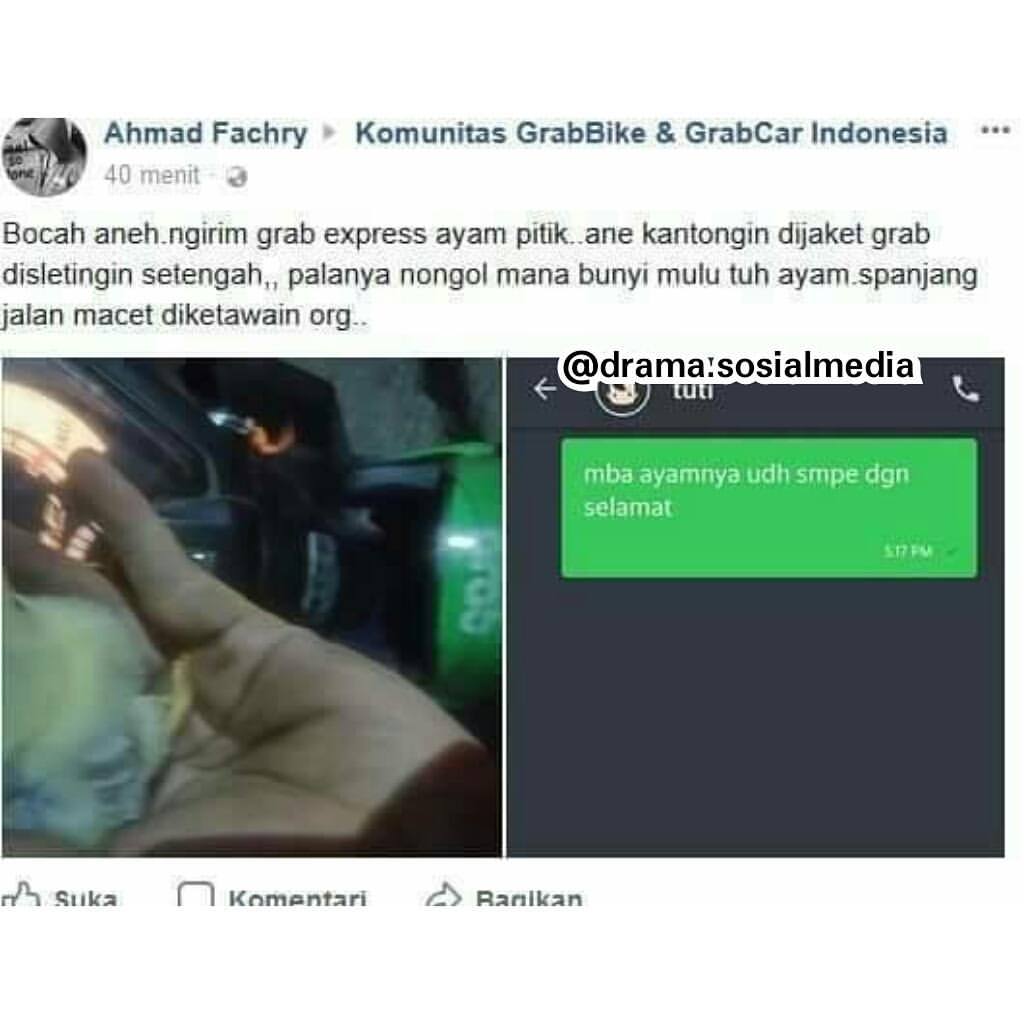 Ahmad Fachry ▸ Komunitas GrabBike & GrabCar Indonesia
40 menit
Bocah aneh.ngirim grab express ayam pitik..ane kantongin dijaket grab
disletingin setengah,, palanya nongol mana bunyi mulu tuh ayam.spanjang
jalan macet diketawain org..
@drama.sosialmedia
tuti
mba ayamnya udh smpe dgn
selamat
5:17 PM
Suka
Komentari
Bagikan